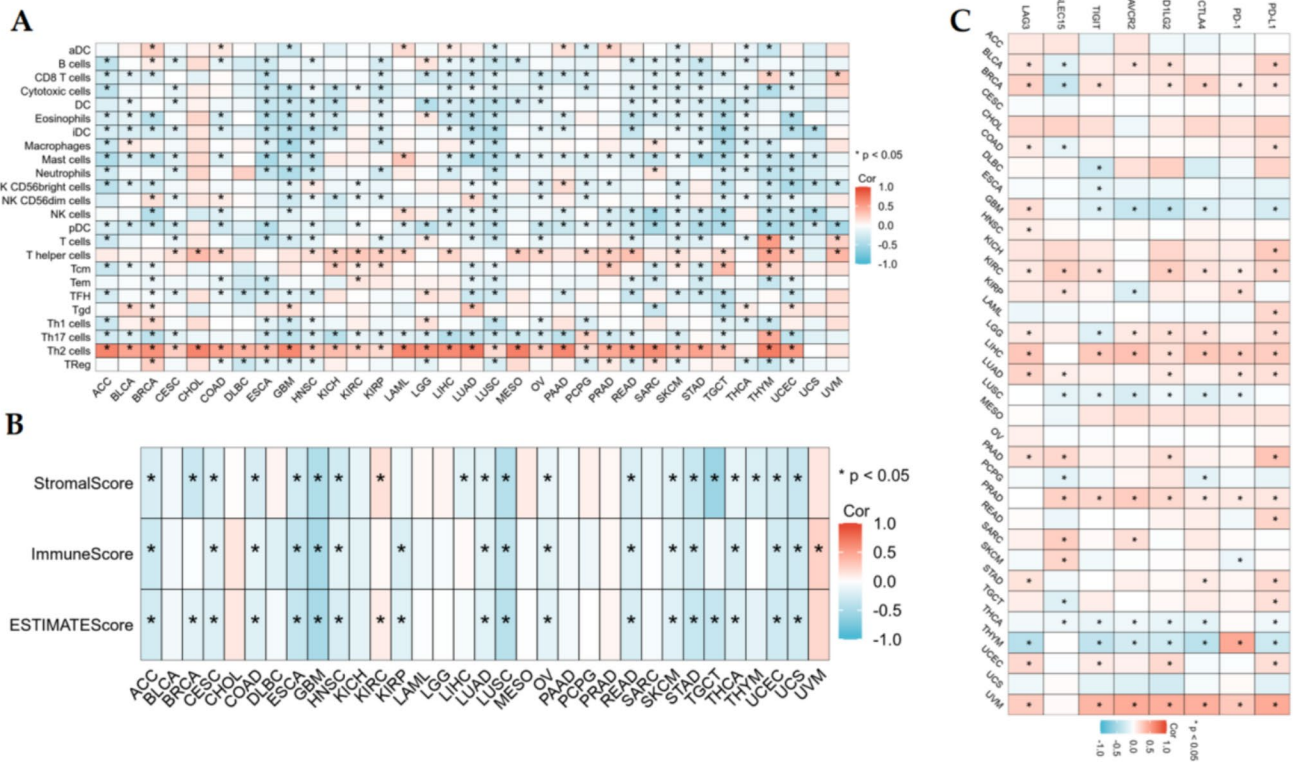 A
aDC
B cells
CD8 T cells
Cytotoxic cells
DC
Eosinophils
iDC
Macrophages
Mast cells
Neutrophils
K CD56bright cells
NK CD56dim cells
NK cells
pDC
T cells
T helper cells
Tcm
Tem
TFH
Tgd
Th1 cells
Th17 cells
Th2 cells
TReg
ACC BLCA BRCA CESC CHOL COAD DLBC ESCA GBM HNSC KICH KIRC KIRP LAML LGG LIHC LUAD LUSC MESO OV PAAD PCPG PRAD READ SARC SKCM STAD TGCT THCA THYM UCEC UCS UVM
* p < 0.05
Cor
1.0
0.5
0.0
-0.5
-1.0
B
StromalScore
ImmuneScore
ESTIMATEScore
ACC BLCA BRCA CESC CHOL COAD DLBC ESCA GBM HNSC KICH KIRC KIRP LAML LGG LIHC LUAD LUSC MESO OV PAAD PCPG PRAD READ SARC SKCM STAD TGCT THCA THYM UCEC UCS UVM
* p < 0.05
Cor
1.0
0.5
0.0
-0.5
-1.0
C
LAG3 LEC15 TIGIT AVCR2 D1LG2 CTLA4 PD-1 PD-L1
ACC
BLCA
BRCA
CESC
CHOL
COAD
DLBC
ESCA
GBM
HNSC
KICH
KIRC
KIRP
LAML
LGG
LIHC
LUAD
LUSC
MESO
OV
PAAD
PCPG
PRAD
READ
SARC
SKCM
STAD
TGCT
THCA
THYM
UCEC
UCS
UVM
-1.0 -0.5 0.0 0.5 1.0
Cor
* p < 0.05